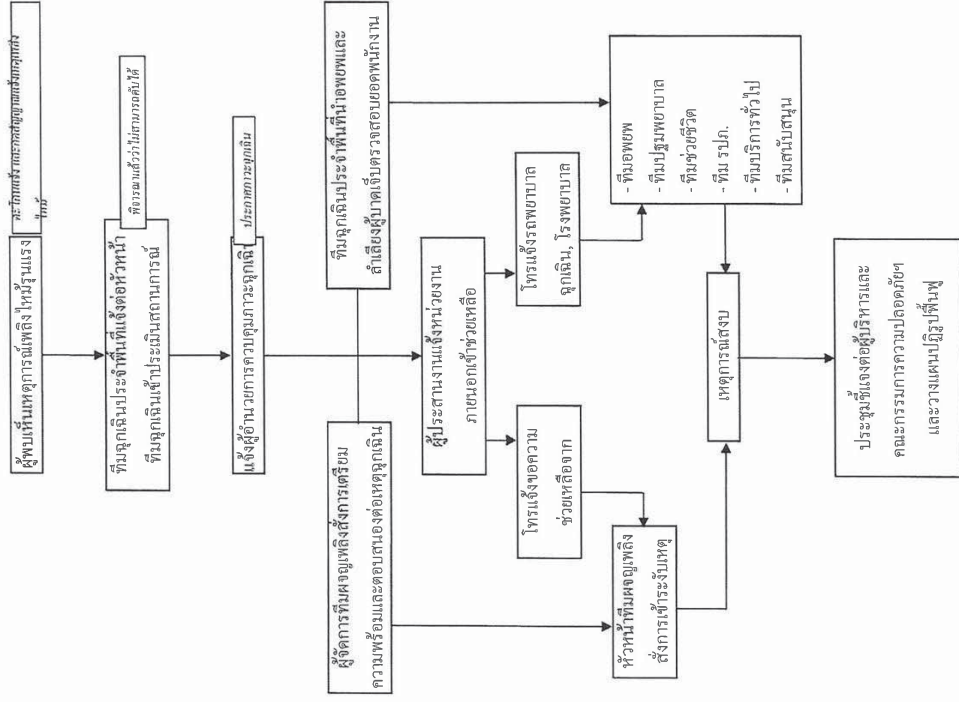 ผู้พบเห็นเหตุการณ์เพลิงไหม้รุนแรง
ทีมฉุกเฉินประจำพื้นที่แจ้งต่อหัวหน้า
ทีมฉุกเฉินเข้าประเมินสถานการณ์
พิจารณาแล้วว่าไม่สามารถดับได้
แจ้งผู้อำนวยการควบคุมภาวะฉุกเฉิ
ประกาศภาวะฉุกเฉิน
ผู้จัดการทีมผจญเพลิงสั่งการเตรียม
ความพร้อมและตอบสนองต่อเหตุฉุกเฉิน
ทีมฉุกเฉินประจำพื้นที่นำอพยพและ
ลำเลียงผู้บาดเจ็บตรวจสอบยอดพนักงาน
ผู้ประสานงานแจ้งหน่วยงาน
ภายนอกเข้าช่วยเหลือ
โทรแจ้งขอความ
ช่วยเหลือจาก
โทรแจ้งรถพยาบาล
ฉุกเฉิน, โรงพยาบาล
หัวหน้าทีมผจญเพลิง
สั่งการเข้าระงับเหตุ
- ทีมอพยพ
- ทีมปฐมพยาบาล
- ทีมช่วยชีวิต
- ทีม รปภ.
- ทีมบริการทั่วไป
- ทีมสนับสนุน
เหตุการณ์สงบ
ประชุมชี้แจงต่อผู้บริหารและ
คณะกรรมการความปลอดภัยฯ
และวางแผนปฏิรูปฟื้นฟู